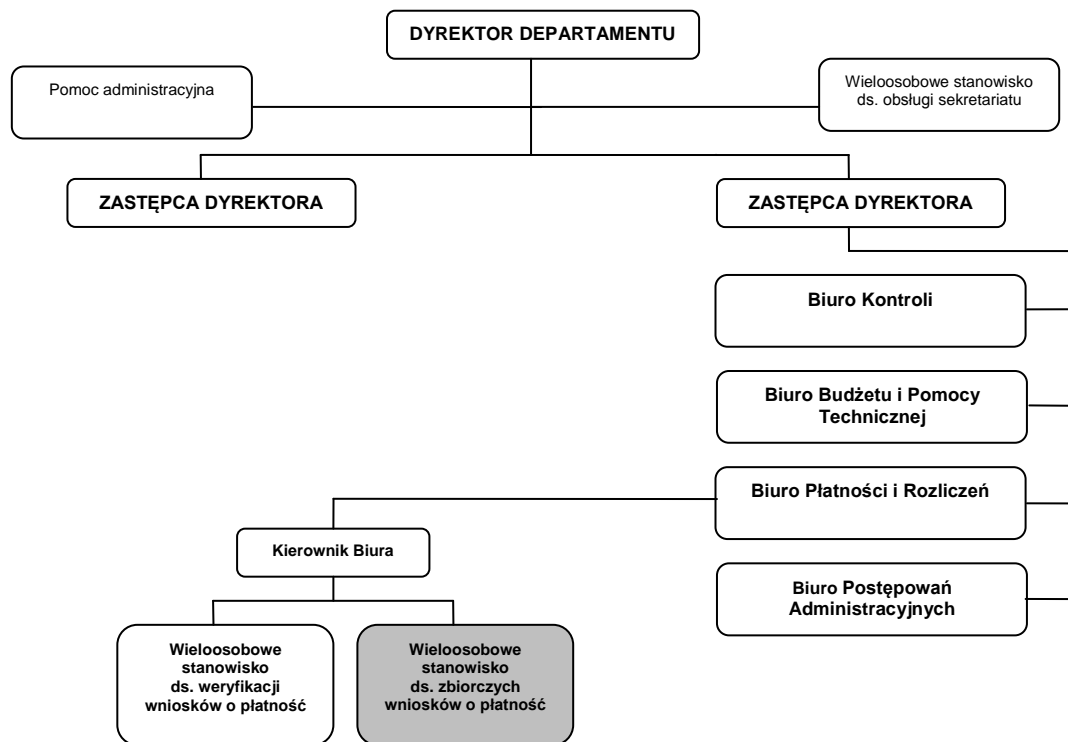 DYREKTOR DEPARTAMENTU
Pomoc administracyjna
Wieloosobowe stanowisko
ds. obsługi sekretariatu
ZASTĘPCA DYREKTORA
ZASTĘPCA DYREKTORA
Biuro Kontroli
Biuro Budżetu i Pomocy
Technicznej
Biuro Płatności i Rozliczeń
Kierownik Biura
Biuro Postępowań
Administracyjnych
Wieloosobowe
stanowisko
ds. weryfikacji
wniosków o płatność
Wieloosobowe
stanowisko
ds. zbiorczych
wniosków o płatność